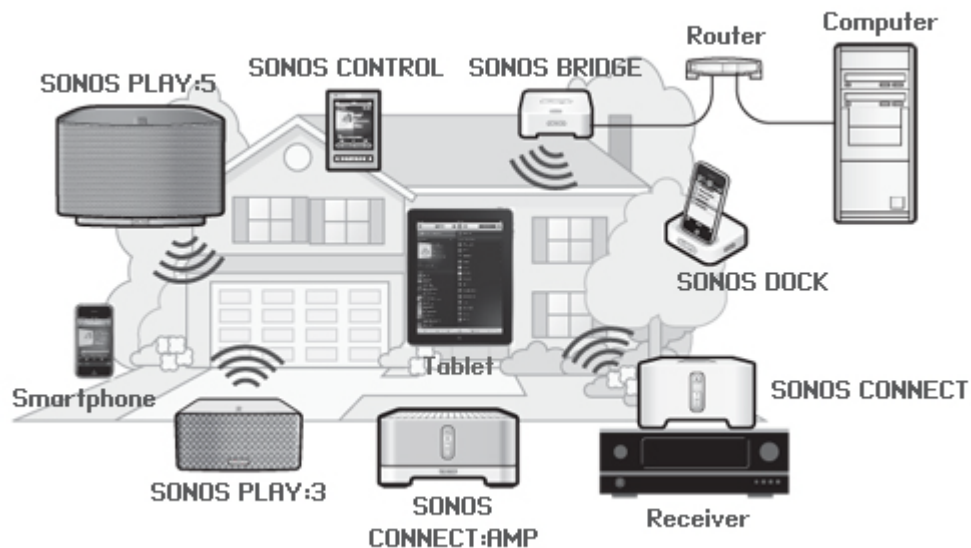 Computer
Router
SONOS CONTROL
SONOS BRIDGE
SONOS PLAY:5
SONOS DOCK
Tablet
SONOS CONNECT
Smartphone
SONOS PLAY:3
SONOS
CONNECT:AMP
Receiver